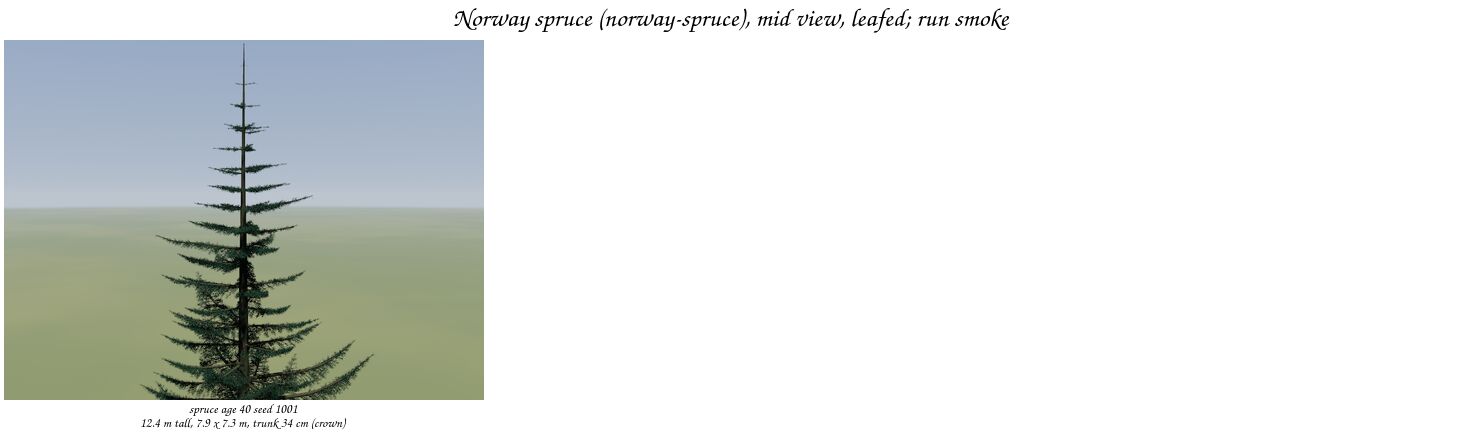 Norway spruce (norway-spruce), mid view, leafed; run smoke
spruce age 40 seed 1001
12.4 m tall, 7.9 x 7.3 m, trunk 34 cm (crown)